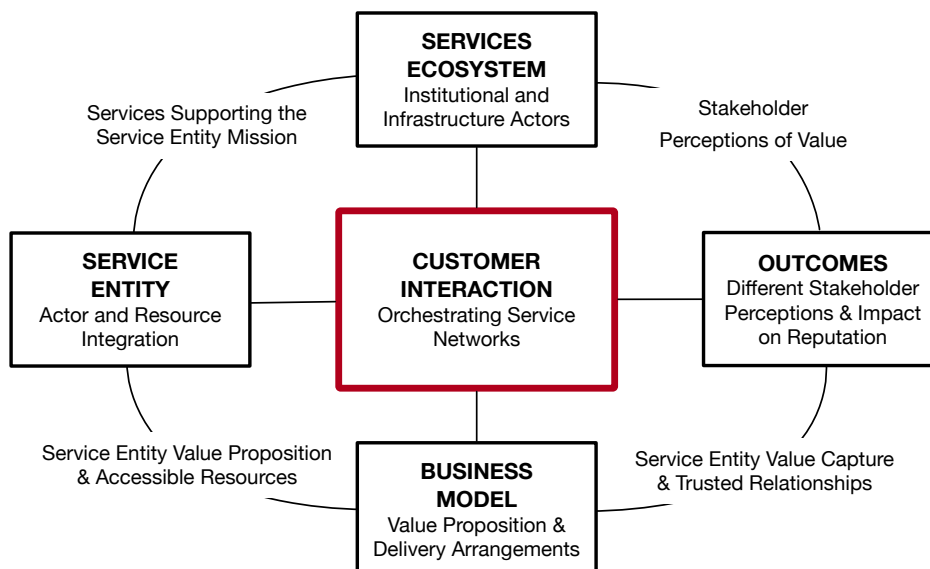 SERVICES
ECOSYSTEM
Institutional and
Infrastructure Actors
Services Supporting the
Service Entity Mission
Stakeholder
Perceptions of Value
SERVICE
ENTITY
Actor and Resource
Integration
CUSTOMER
INTERACTION
Orchestrating Service
Networks
OUTCOMES
Different Stakeholder
Perceptions & Impact
on Reputation
Service Entity Value Proposition
& Accessible Resources
BUSINESS
MODEL
Value Proposition &
Delivery Arrangements
Service Entity Value Capture
& Trusted Relationships